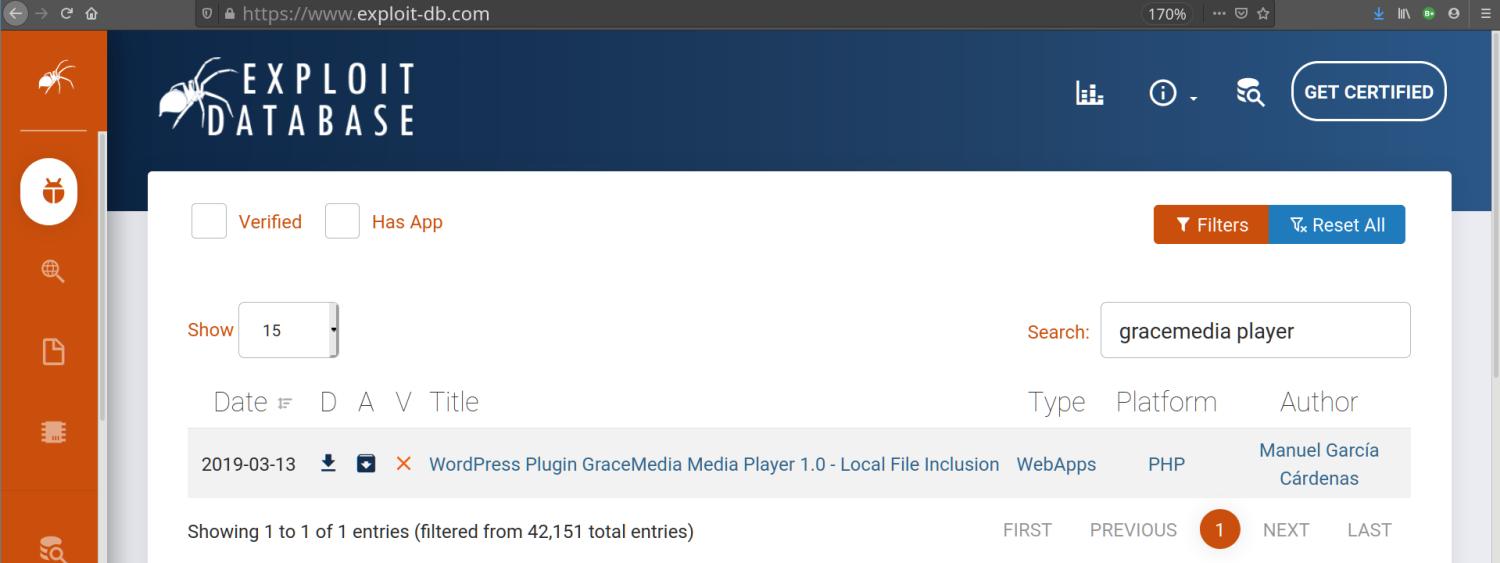 https://www.exploit-db.com
170%
EXPLOIT
DATABASE
GET CERTIFIED
Verified
Has App
Filters
Reset All
Show
15
Search:
gracemedia player
Date D A V Title Type Platform Author
2019-03-13 WordPress Plugin GraceMedia Media Player 1.0 - Local File Inclusion WebApps PHP Manuel García
Cárdenas
Showing 1 to 1 of 1 entries (filtered from 42,151 total entries)
FIRST PREVIOUS 1 NEXT LAST